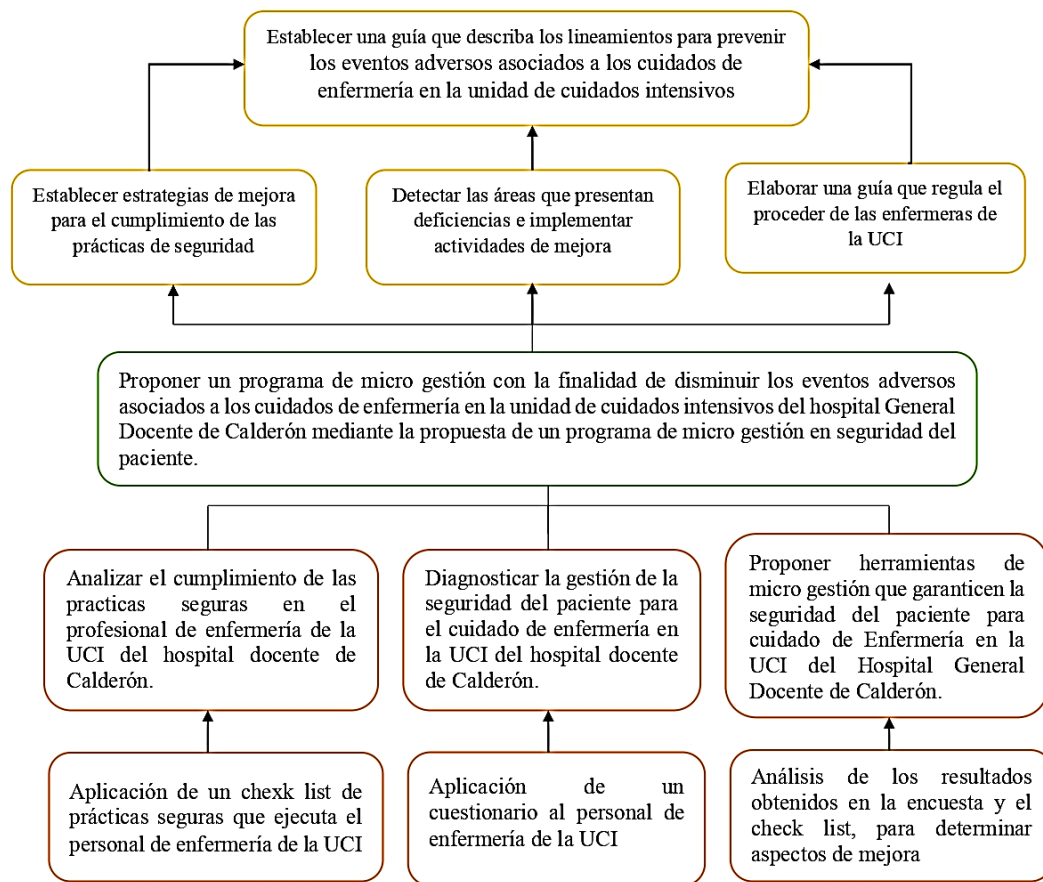 Establecer una guía que describa los lineamientos para prevenir
los eventos adversos asociados a los cuidados de
enfermería en la unidad de cuidados intensivos
Establecer estrategias de mejora
para el cumplimiento de las
prácticas de seguridad
Detectar las áreas que presentan
deficiencias e implementar
actividades de mejora
Elaborar una guía que regula el
proceder de las enfermeras de
la UCI
Proponer un programa de micro gestión con la finalidad de disminuir los eventos adversos
asociados a los cuidados de enfermería en la unidad de cuidados intensivos del hospital General
Docente de Calderón mediante la propuesta de un programa de micro gestión en seguridad del
paciente.
Analizar el cumplimiento de las
practicas seguras en el
profesional de enfermería de la
UCI del hospital docente de
Calderón.
Diagnosticar la gestión de la
seguridad del paciente para
el cuidado de enfermería en
la UCI del hospital docente
de Calderón.
Proponer herramientas de
micro gestión que garanticen la
seguridad del paciente para
cuidado de Enfermería en la
UCI del Hospital General
Docente de Calderón.
Aplicación de un chexk list de
prácticas seguras que ejecuta el
personal de enfermería de la UCI
Aplicación de un
cuestionario al personal de
enfermería de la UCI
Análisis de los resultados
obtenidos en la encuesta y el
check list, para determinar
aspectos de mejora